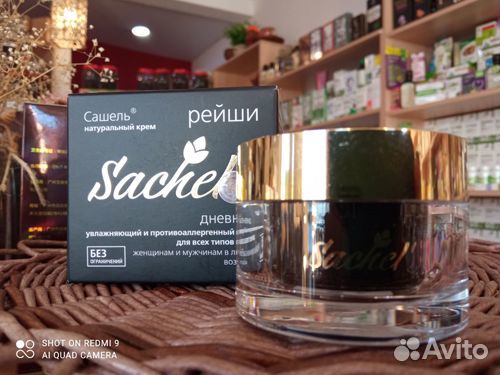 Сашель®
натуральный крем
рейши
Sachel
дневн
увлажняющий и противоаллергенный
для всех типов
БЕЗ
ОГРАНИЧЕНИЙ
женщинам и мужчинам в
Sachel
SHOT ON REDMI 9
AI QUAD CAMERA
Avito